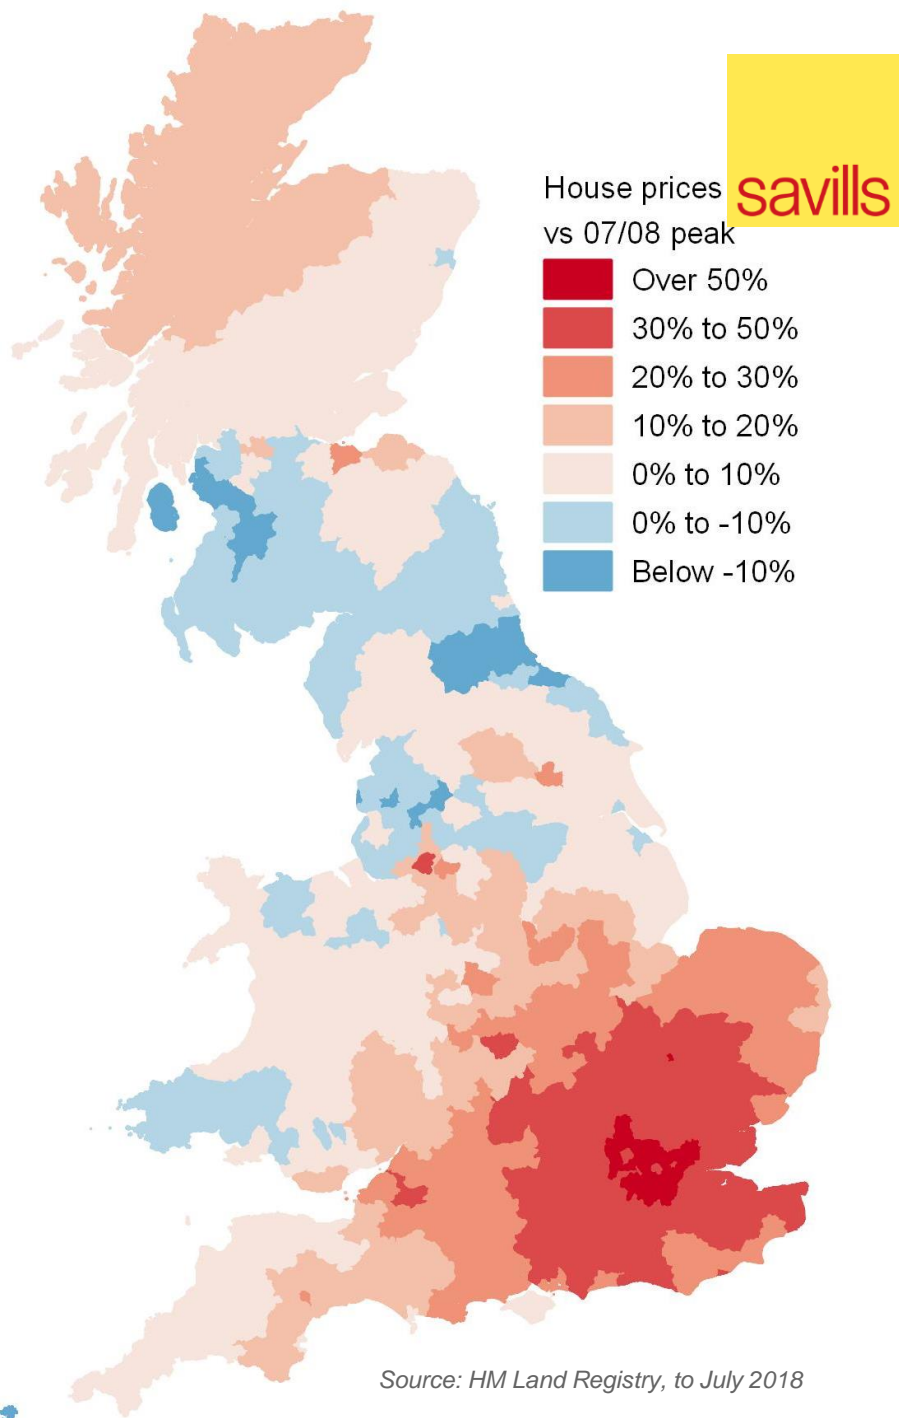 savills
House prices
vs 07/08 peak
Over 50%
30% to 50%
20% to 30%
10% to 20%
0% to 10%
0% to -10%
Below -10%
Source: HM Land Registry, to July 2018